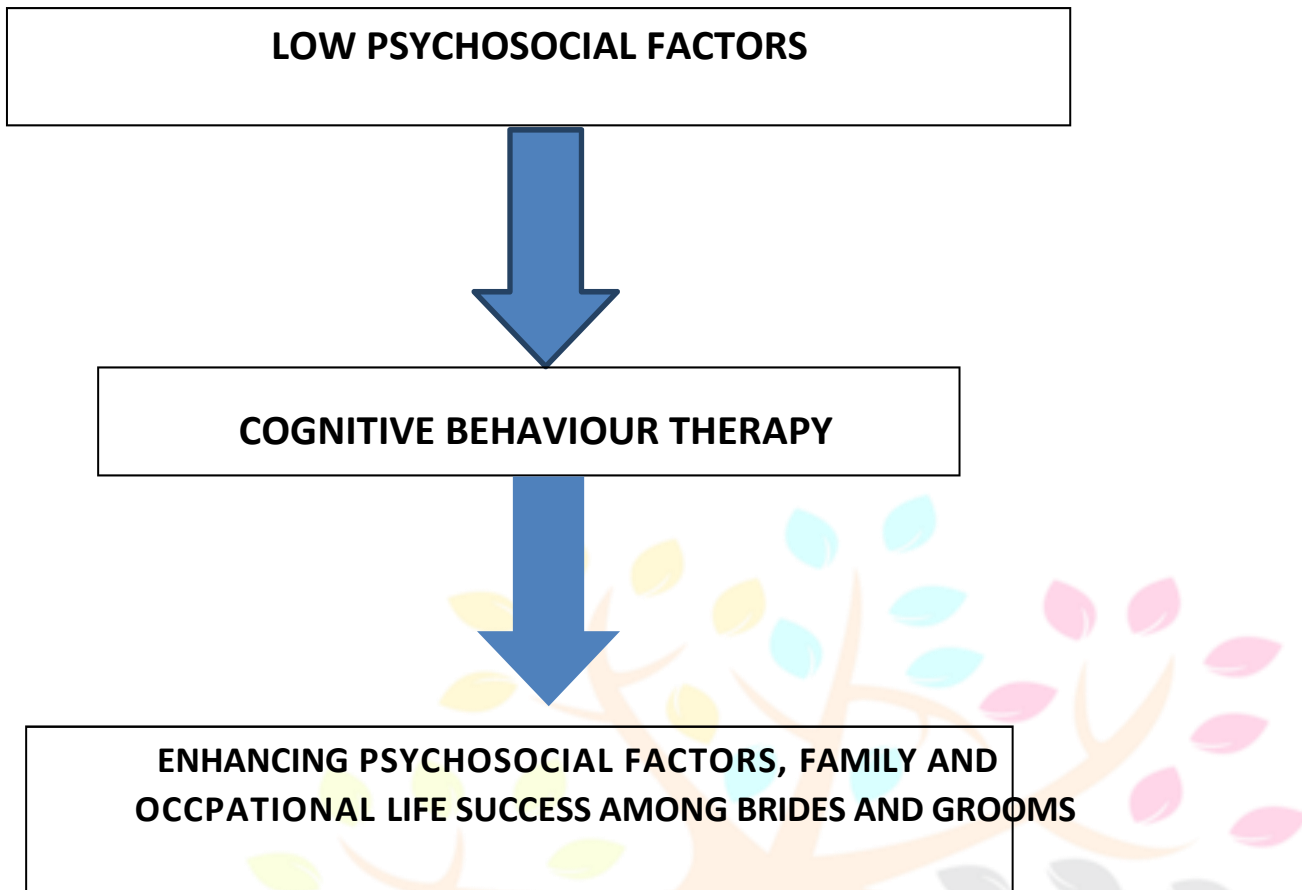 LOW PSYCHOSOCIAL FACTORS
COGNITIVE BEHAVIOUR THERAPY
ENHANCING PSYCHOSOCIAL FACTORS, FAMILY AND
OCCPATIONAL LIFE SUCCESS AMONG BRIDES AND GROOMS